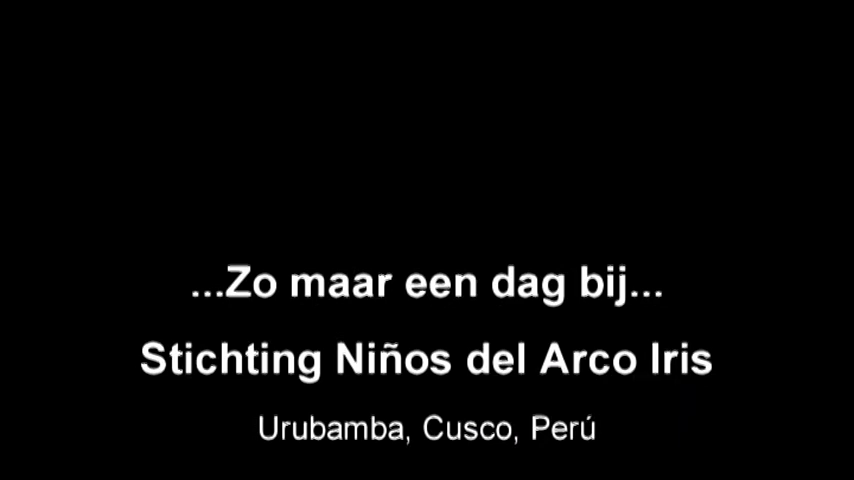 ...Zo maar een dag bij...
Stichting Niños del Arco Iris
Urubamba, Cusco, Perú